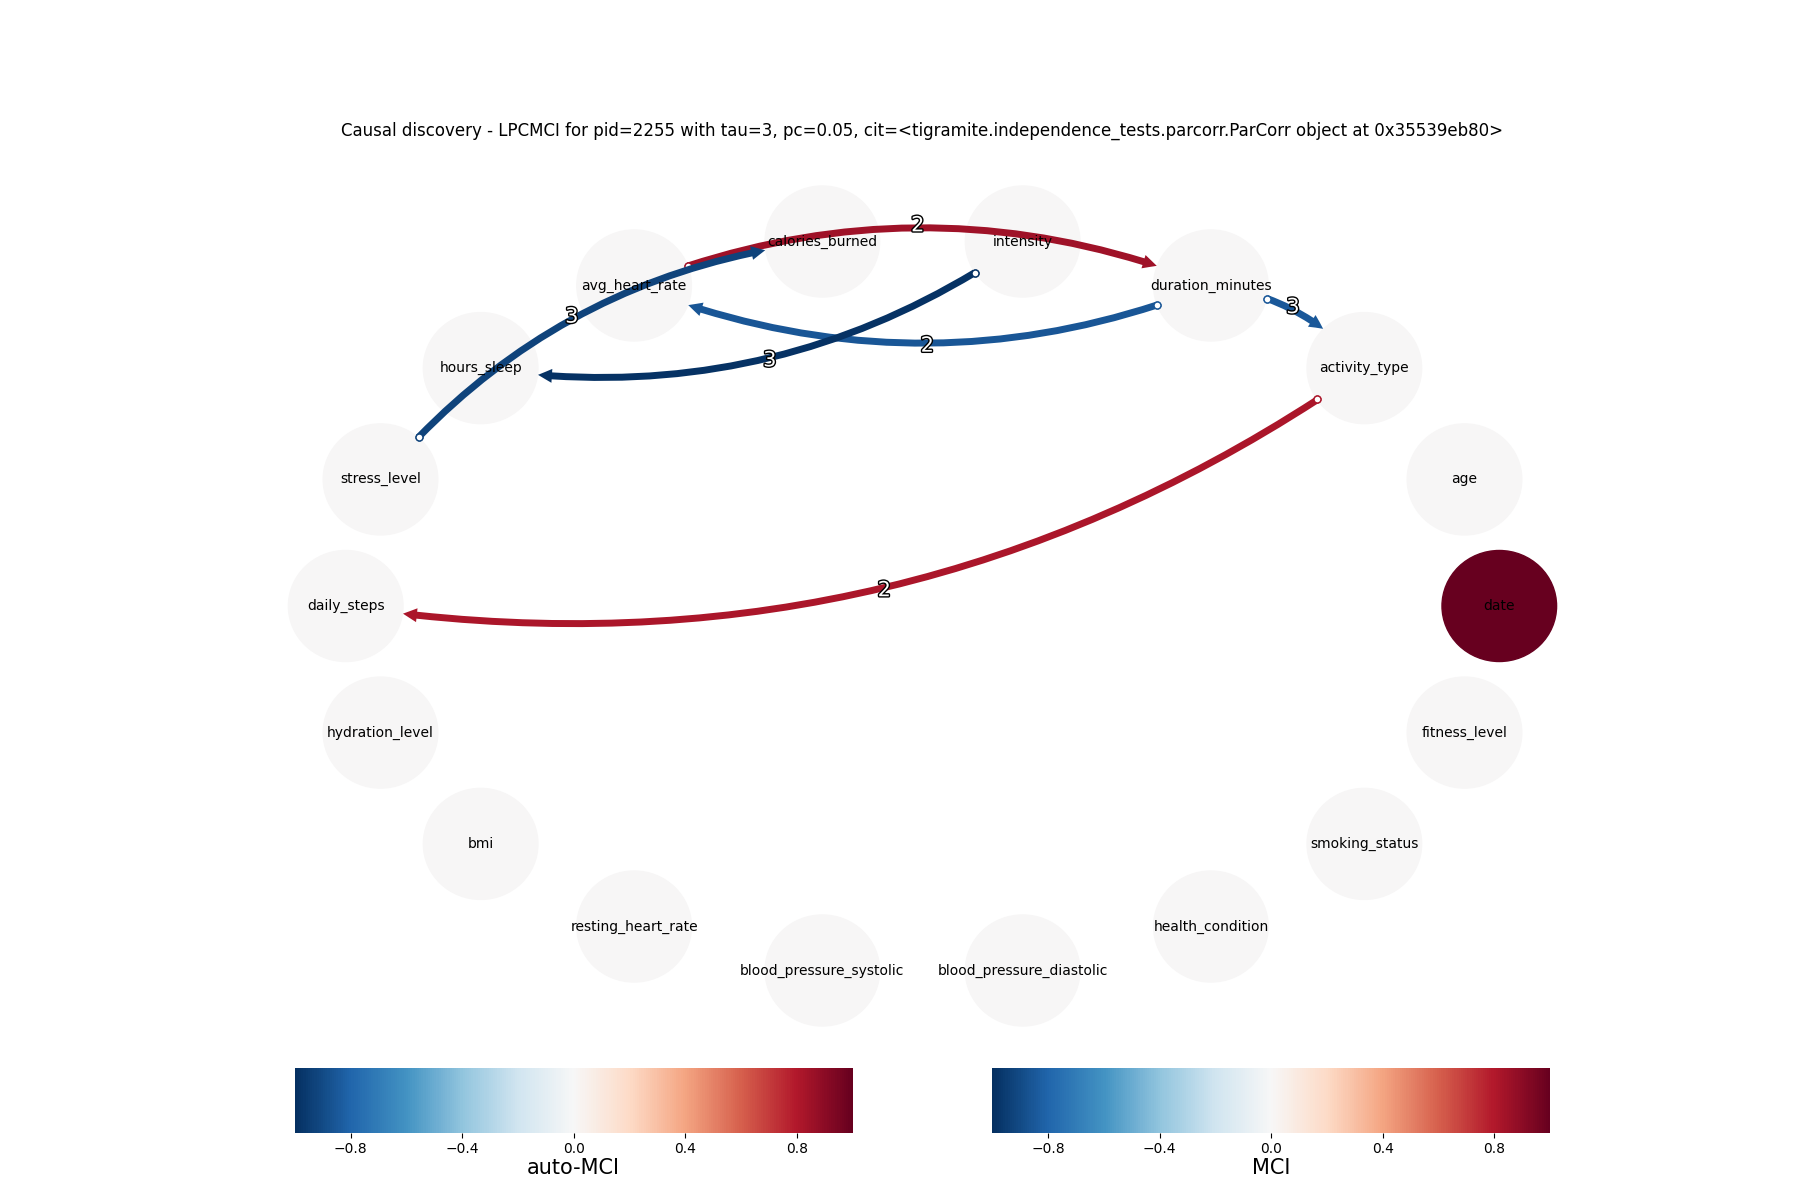 Causal discovery - LPCMCI for pid=2255 with tau=3, pc=0.05, cit=<tigramite.independence_tests.parcorr.ParCorr object at 0x35539eb80>
2
calories_burned
intensity
avg_heart_rate
duration_minutes
3
3
2
3
hours_sleep
activity_type
stress_level
age
2
daily_steps
date
hydration_level
fitness_level
bmi
smoking_status
resting_heart_rate
health_condition
blood_pressure_systolic
blood_pressure_diastolic
−0.8 −0.4 0.0 0.4 0.8
auto-MCI
−0.8 −0.4 0.0 0.4 0.8
MCI